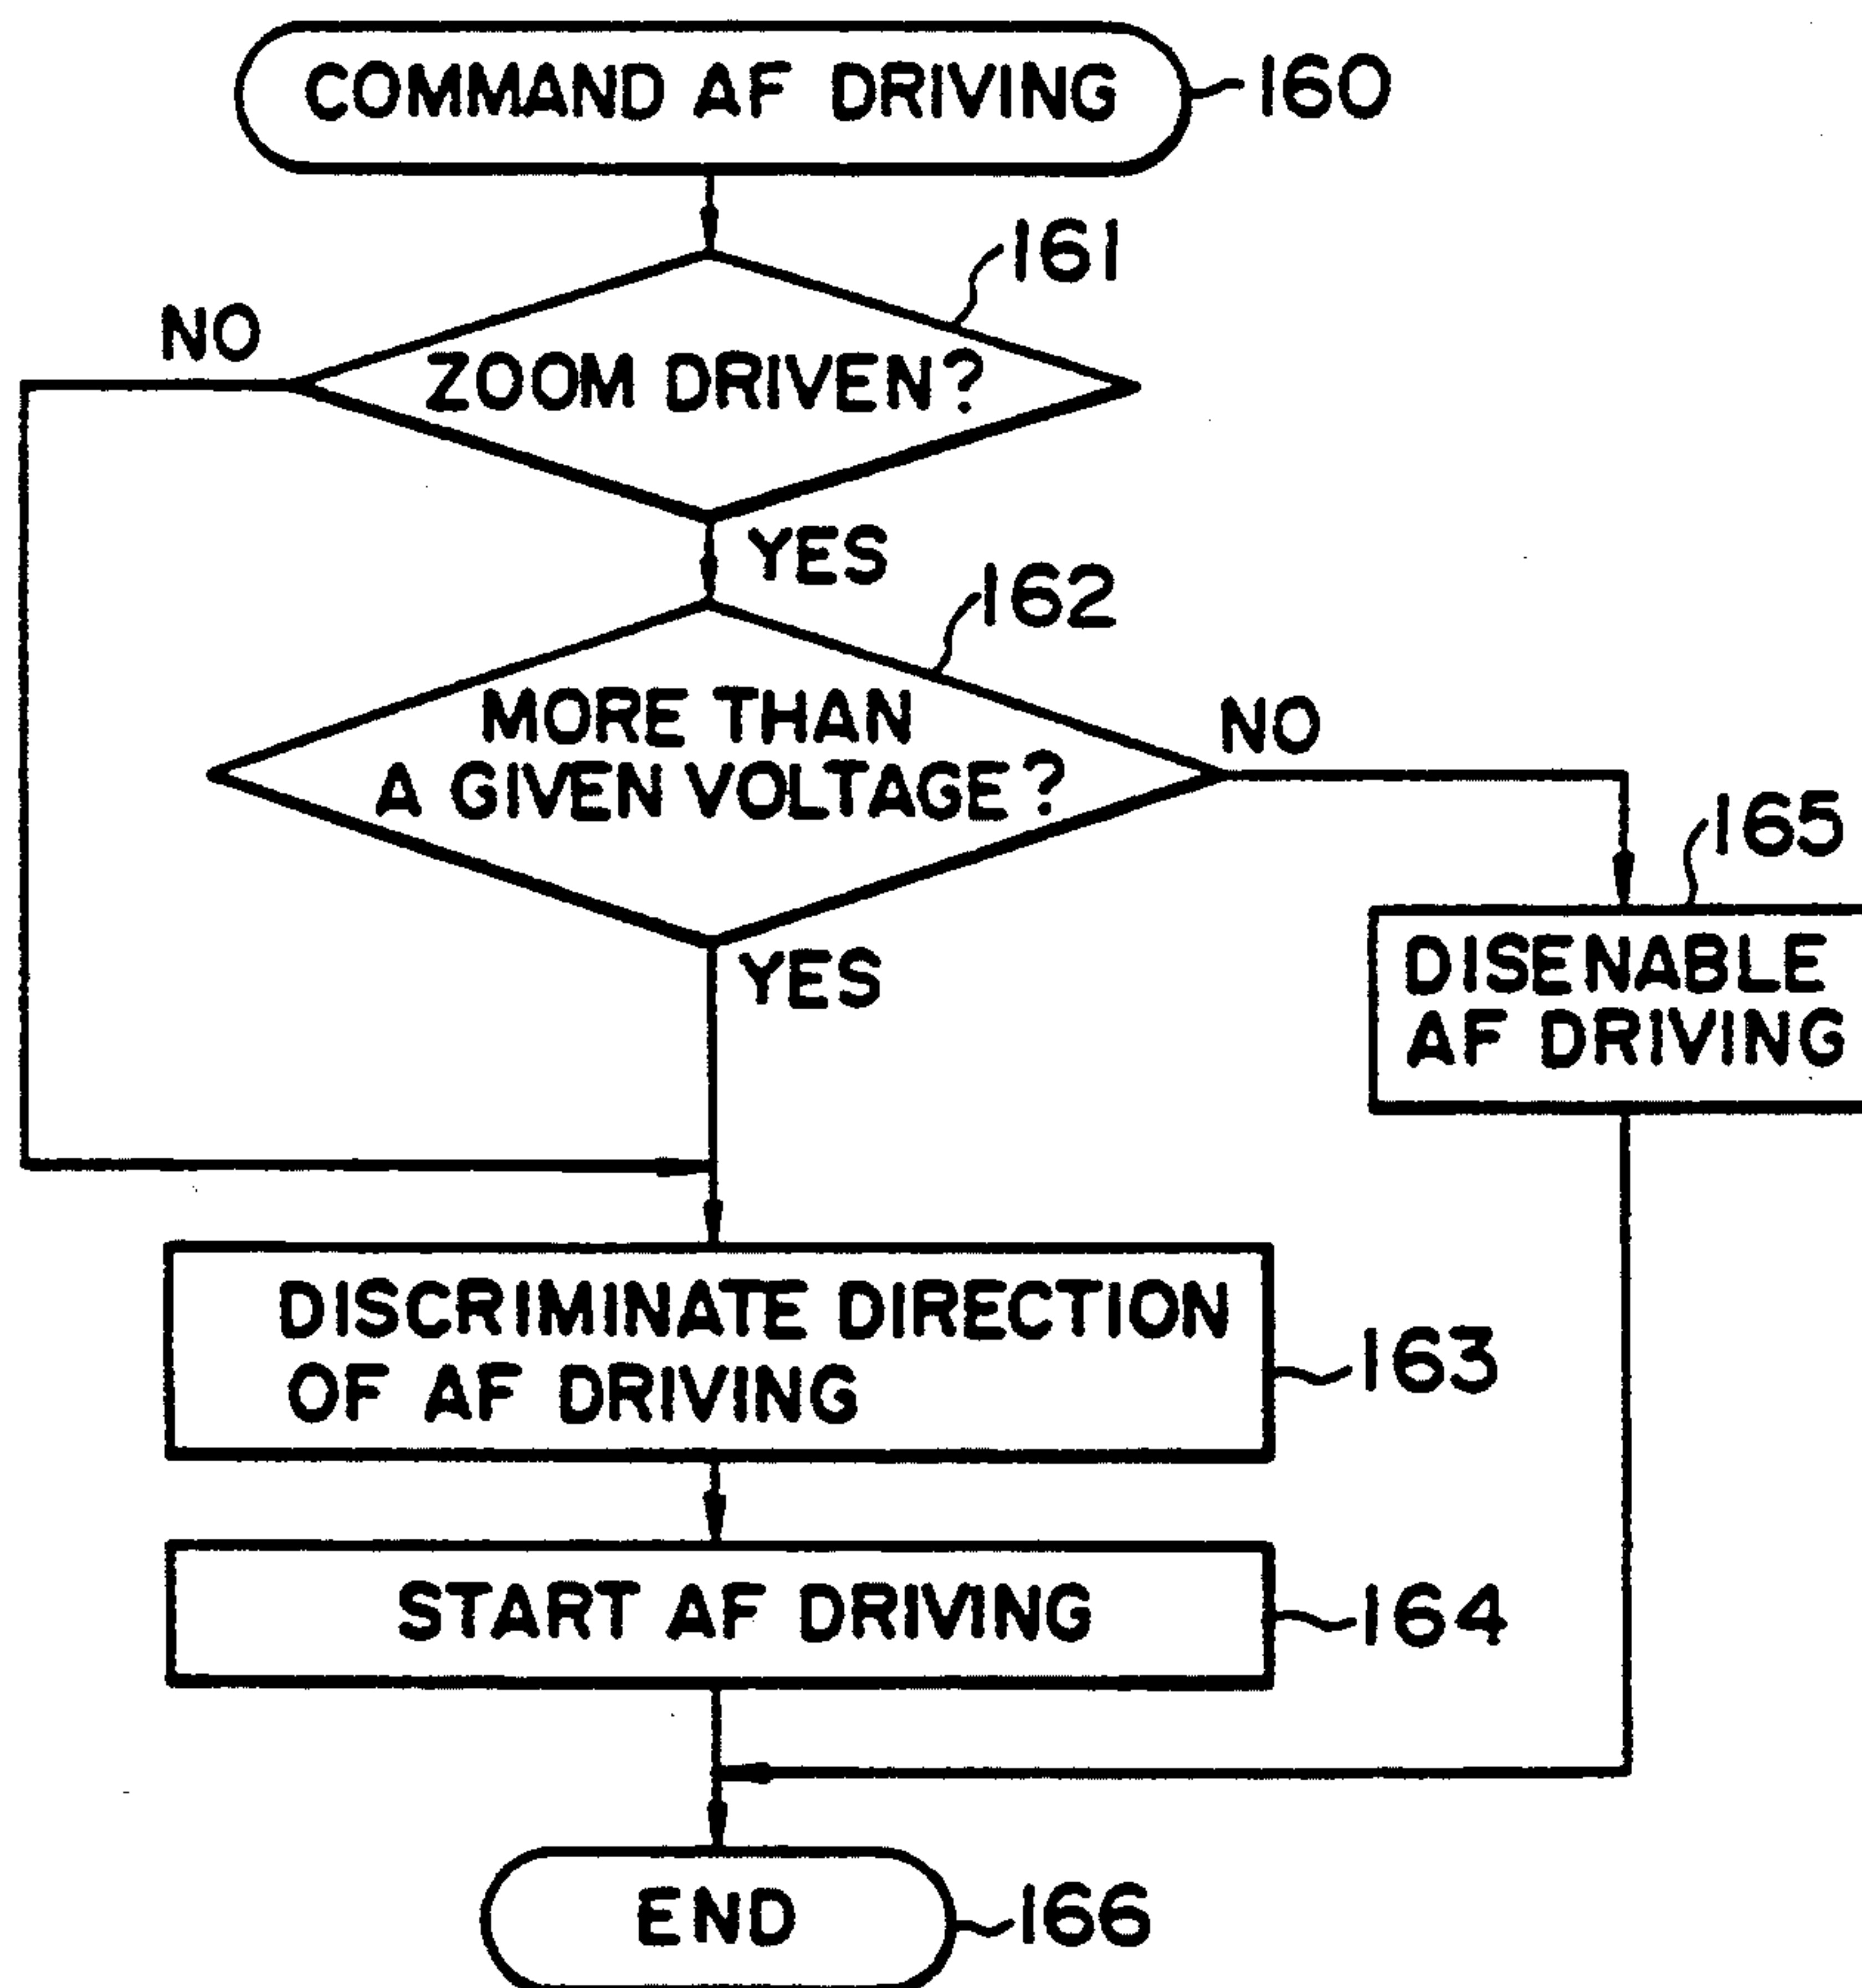 COMMAND AF DRIVING
160
161
NO
ZOOM DRIVEN?
YES
162
MORE THAN
A GIVEN VOLTAGE?
NO
165
YES
DISENABLE
AF DRIVING
DISCRIMINATE DIRECTION
OF AF DRIVING
163
START AF DRIVING
164
END
166